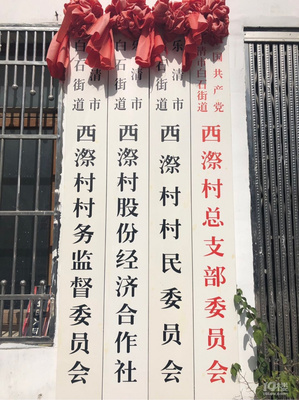 国共产党
清市白石街道
西漈村总支部委员会
乐清市
石街道
西漈村村民委员会
清市
白石街道
西漈村股份经济合作社
清市
白石街道
西漈村村务监督委员会